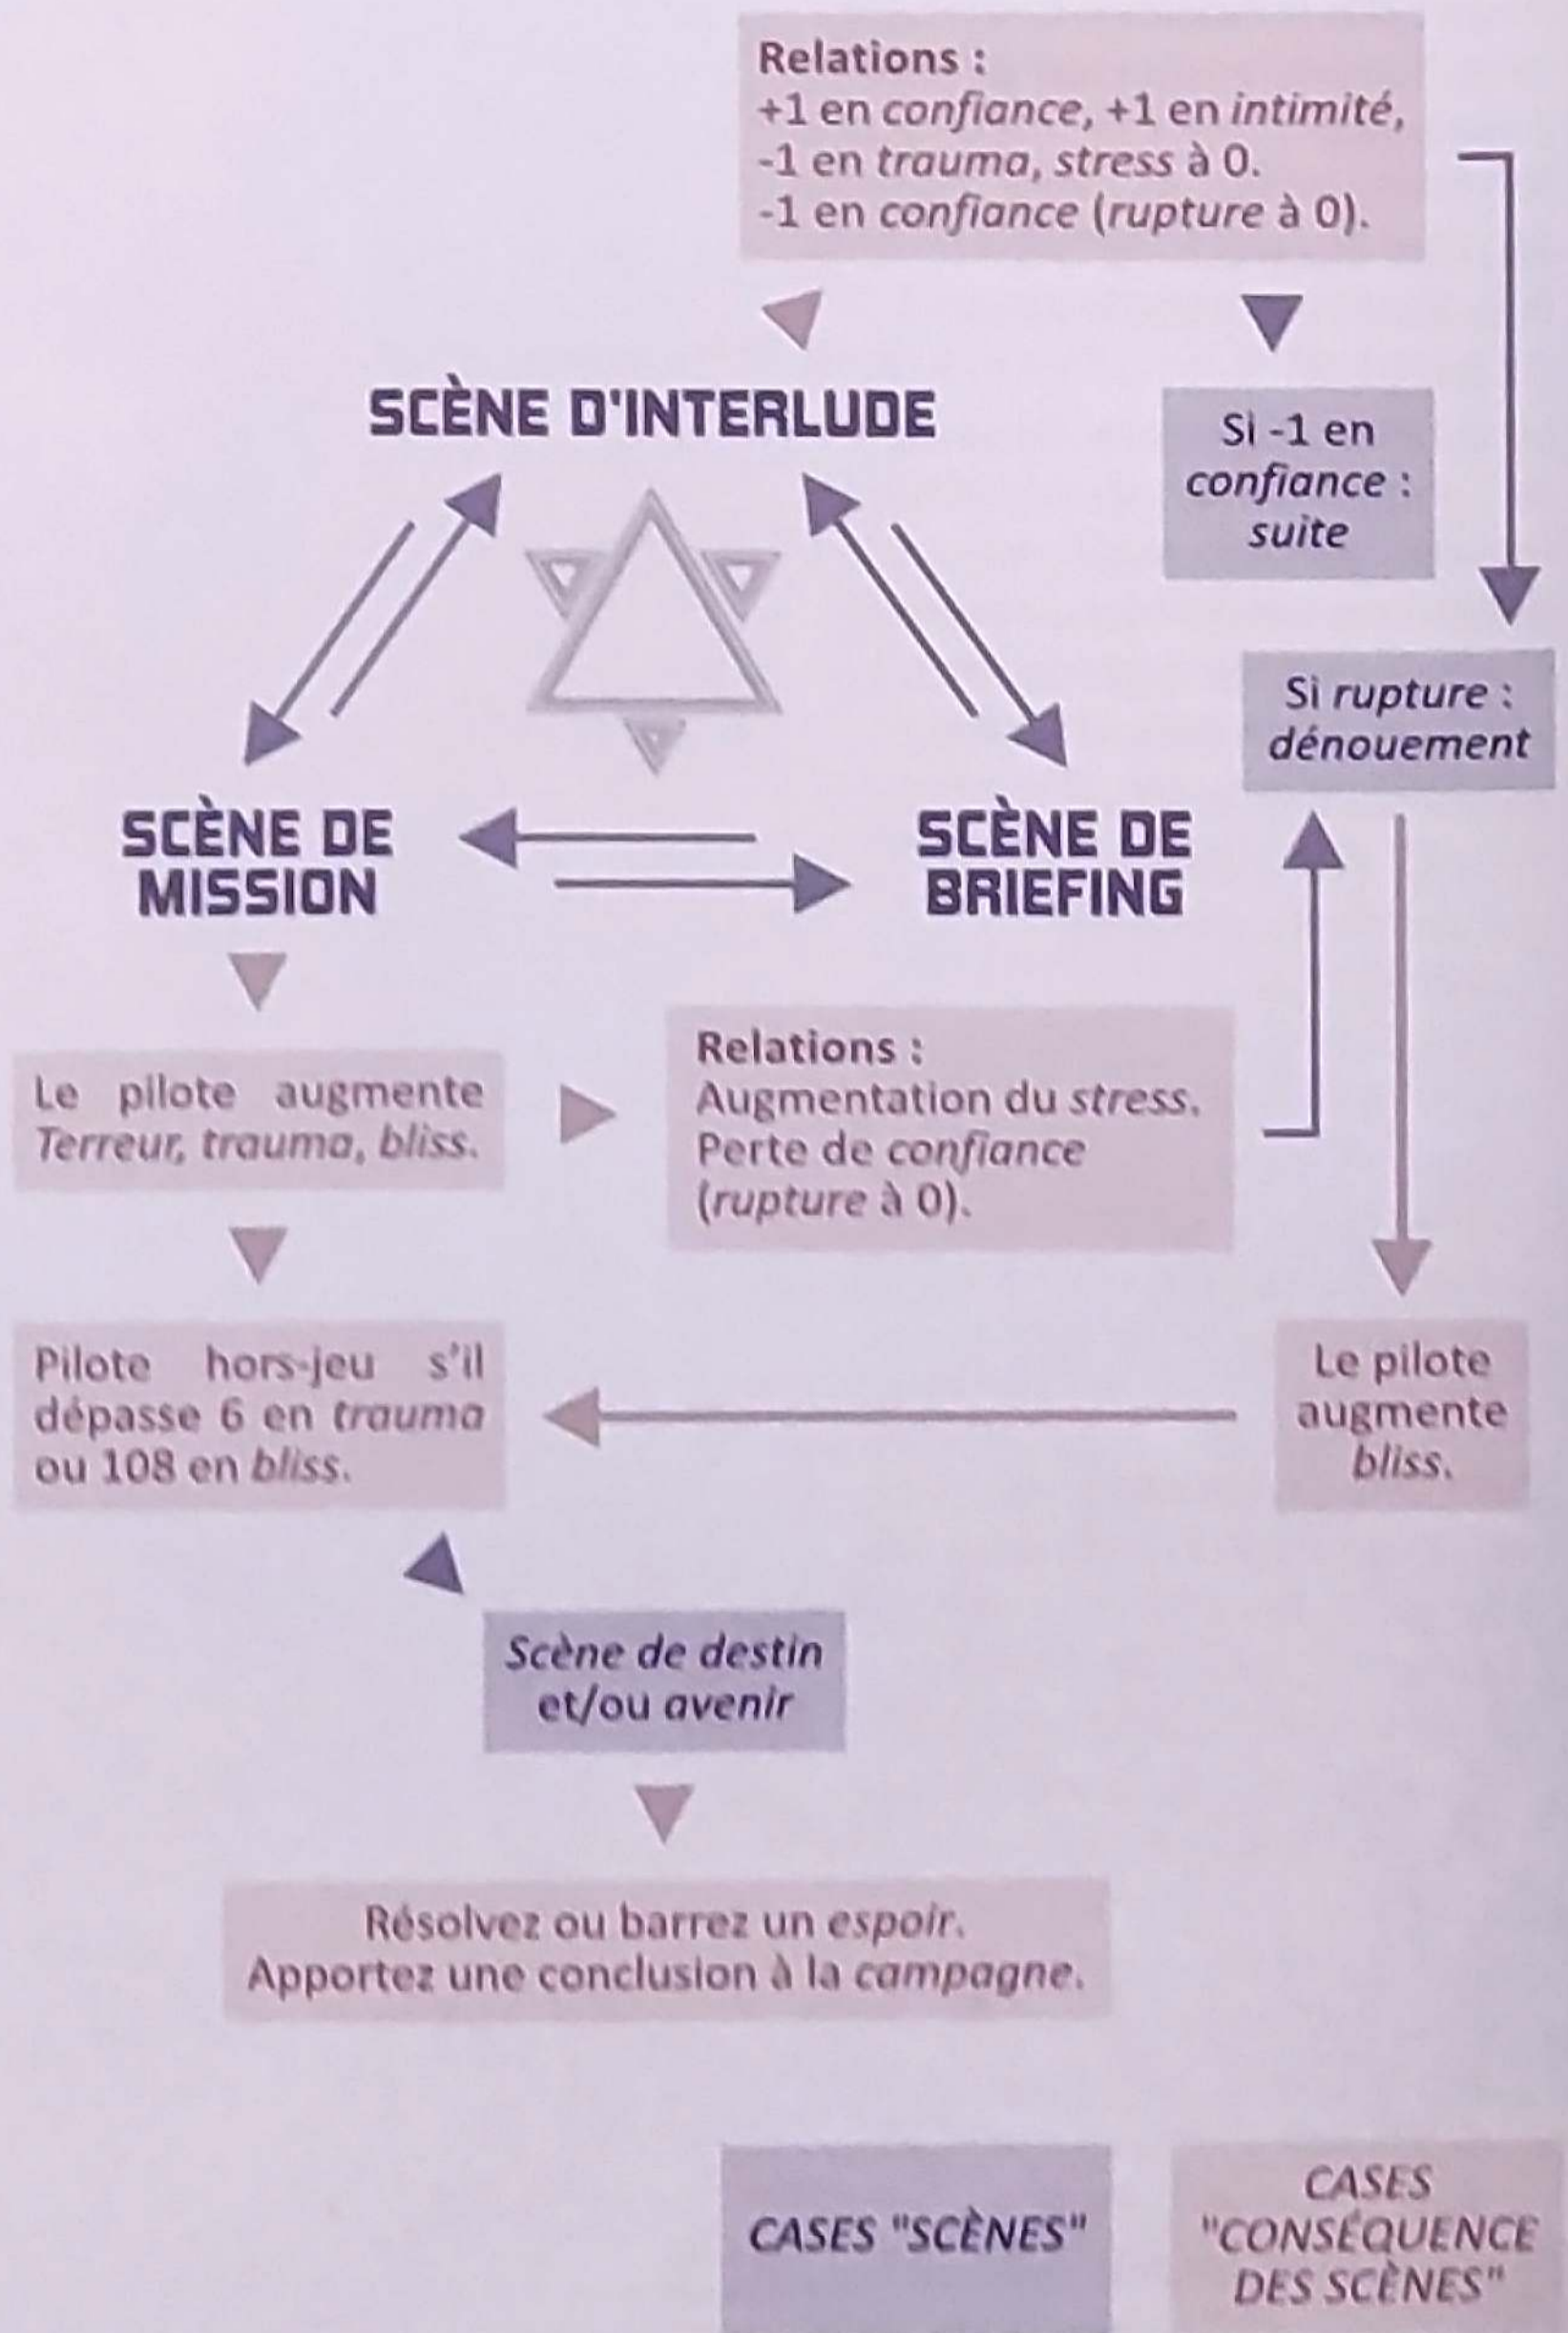 Relations :
+1 en confiance, +1 en intimité,
-1 en trauma, stress à 0.
-1 en confiance (rupture à 0).
SCÈNE D'INTERLUDE
Si -1 en
confiance :
suite
Si rupture :
dénouement
SCÈNE DE
MISSION
SCÈNE DE
BRIEFING
Le pilote augmente
Terreur, trauma, bliss.
Relations :
Augmentation du stress.
Perte de confiance
(rupture à 0).
Pilote hors-jeu s'il
dépasse 6 en trauma
ou 108 en bliss.
Le pilote
augmente
bliss.
Scène de destin
et/ou avenir
Résolvez ou barrez un espoir.
Apportez une conclusion à la campagne.
CASES "SCÈNES"
CASES
"CONSÉQUENCE
DES SCÈNES"